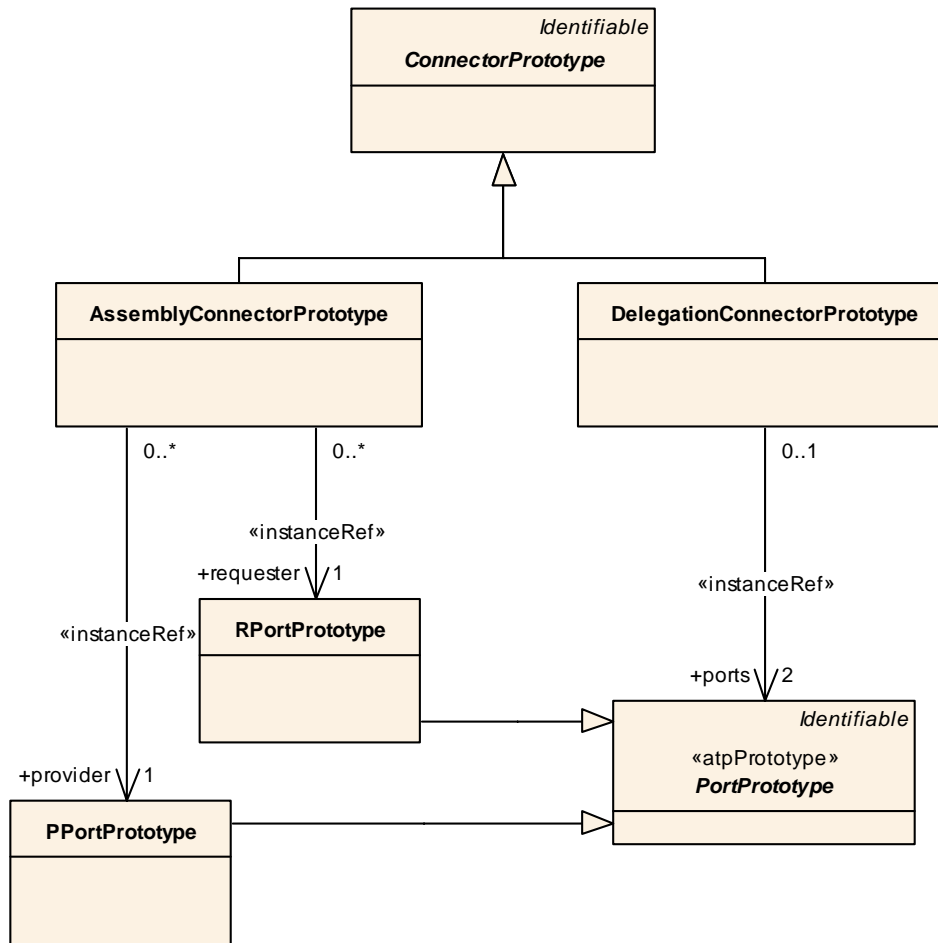 Identifiable
ConnectorPrototype
AssemblyConnectorPrototype
DelegationConnectorPrototype
0..*
0..*
0..1
«instanceRef»
+requester
1
«instanceRef»
«instanceRef»
RPortPrototype
+ports
2
Identifiable
«atpPrototype»
PortPrototype
+provider
1
PPortPrototype